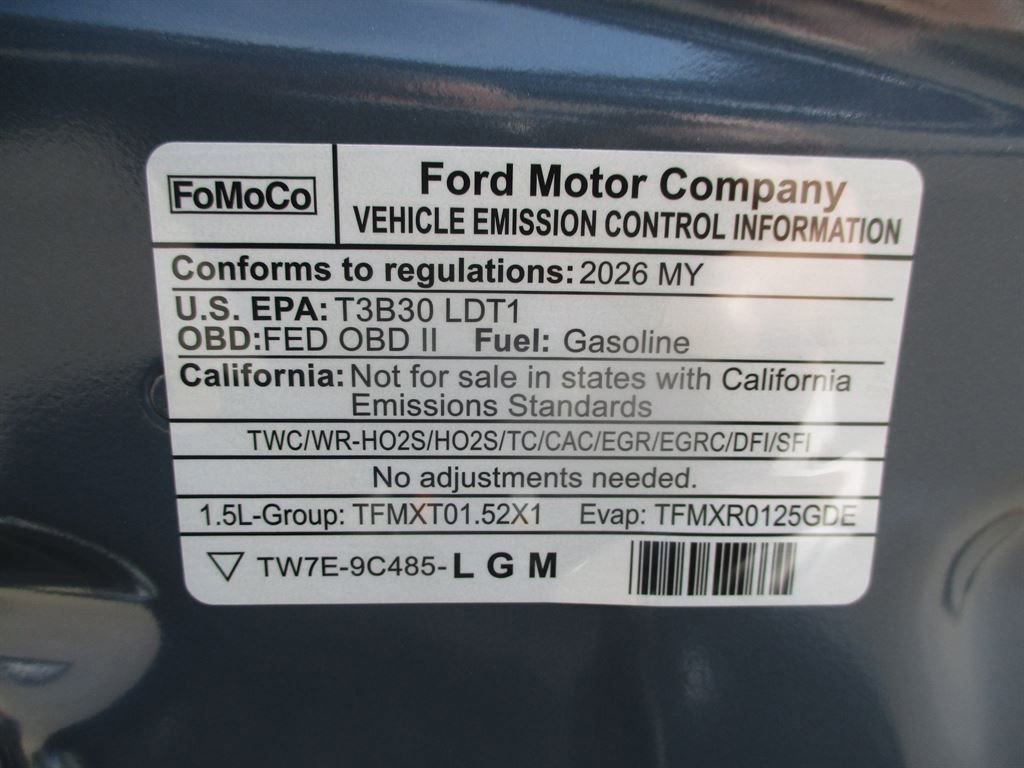 FoMoCo
Ford Motor Company
VEHICLE EMISSION CONTROL INFORMATION
Conforms to regulations: 2026 MY
U.S. EPA: T3B30 LDT1
OBD:FED OBD II Fuel: Gasoline
California: Not for sale in states with California
Emissions Standards
TWC/WR-HO2S/HO2S/TC/CAC/EGR/EGRC/DFI/SFI
No adjustments needed.
1.5L-Group: TFMXT01.52X1 Evap: TFMXR0125GDE
TW7E-9C485-L G M